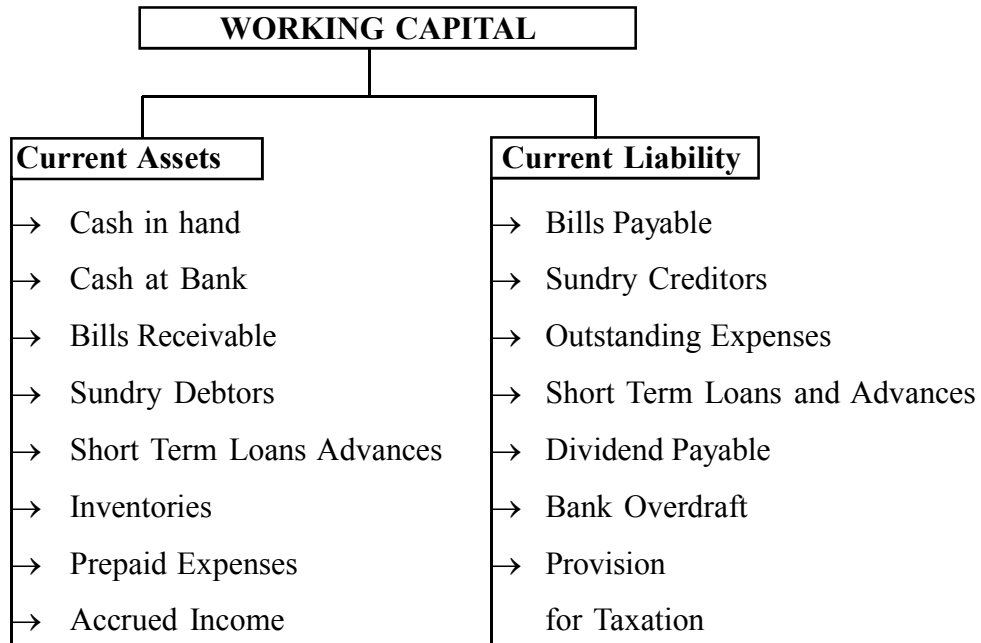 WORKING CAPITAL
Current Assets
→ Cash in hand
→ Cash at Bank
→ Bills Receivable
→ Sundry Debtors
→ Short Term Loans Advances
→ Inventories
→ Prepaid Expenses
→ Accrued Income
Current Liability
→ Bills Payable
→ Sundry Creditors
→ Outstanding Expenses
→ Short Term Loans and Advances
→ Dividend Payable
→ Bank Overdraft
→ Provision
for Taxation